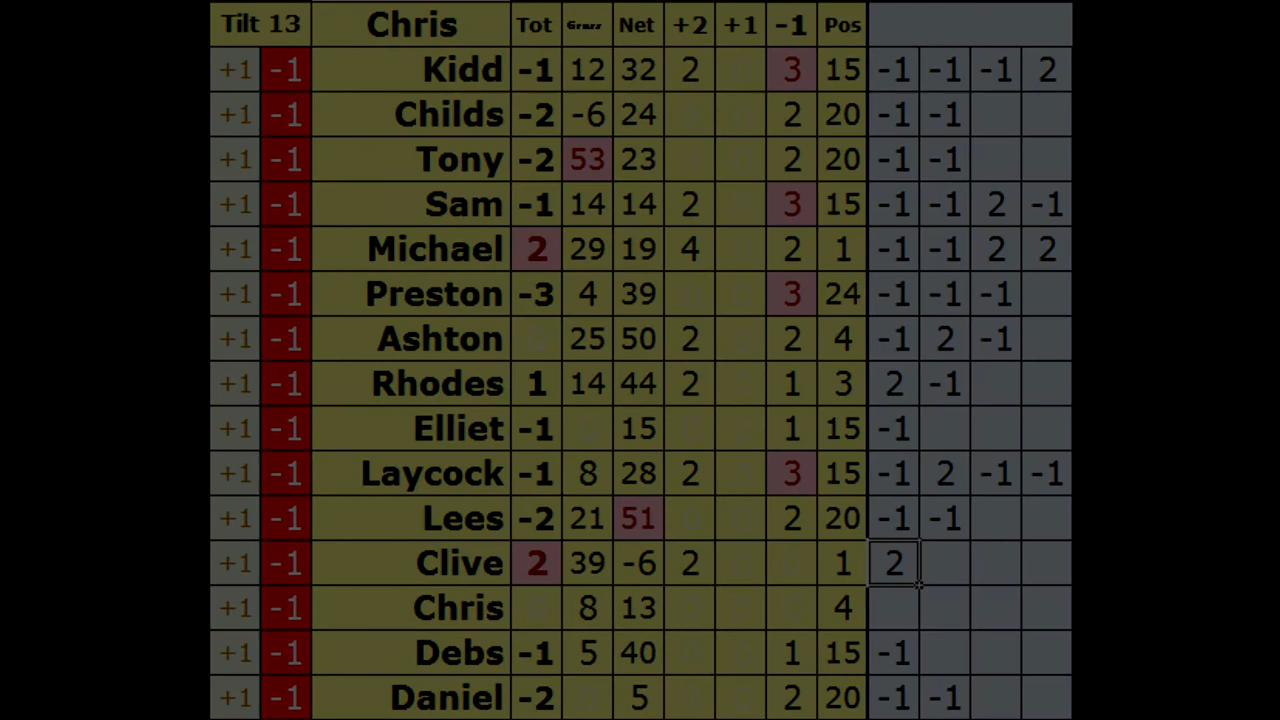 Tilt 13 Chris Tot Gross Net +2 +1 -1 Pos
+1 -1 Kidd -1 12 32 2 3 15 -1 -1 -1 2
+1 -1 Childs -2 -6 24 2 20 -1 -1
+1 -1 Tony -2 53 23 2 20 -1 -1
+1 -1 Sam -1 14 14 2 3 15 -1 -1 2 -1
+1 -1 Michael 2 29 19 4 2 1 -1 -1 2 2
+1 -1 Preston -3 4 39 3 24 -1 -1 -1
+1 -1 Ashton 0 25 50 2 2 4 -1 2 -1
+1 -1 Rhodes 1 14 44 2 1 3 2 -1
+1 -1 Elliet -1 0 15 1 15 -1
+1 -1 Laycock -1 8 28 2 3 15 -1 2 -1 -1
+1 -1 Lees -2 21 51 0 2 20 -1 -1
+1 -1 Clive 2 39 -6 2 0 1 2
+1 -1 Chris 8 13 4
+1 -1 Debs -1 5 40 1 15 -1
+1 -1 Daniel -2 5 2 20 -1 -1